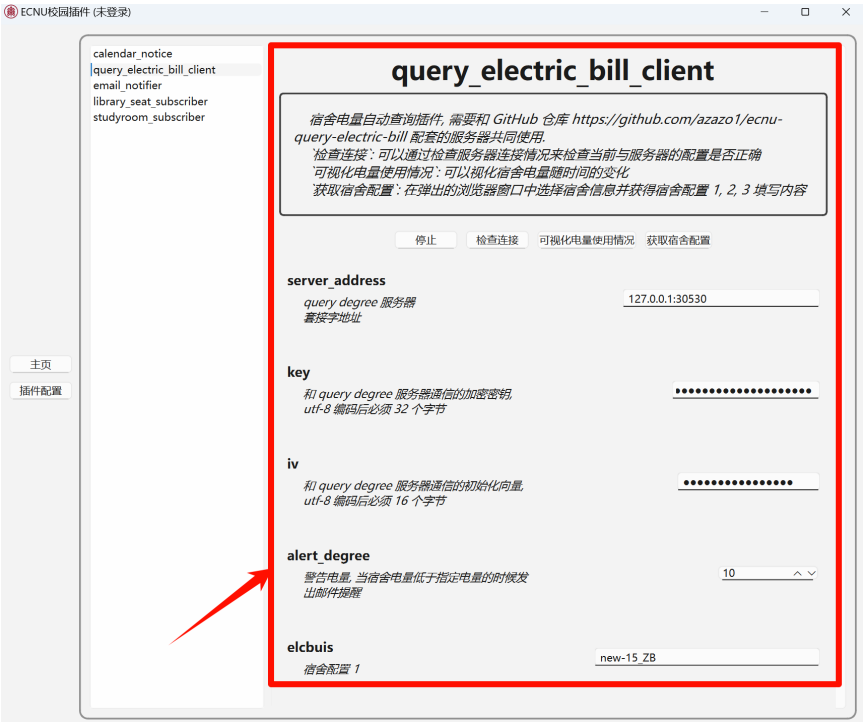 ECNU校园插件 (未登录)
calendar_notice
query_electric_bill_client
email_notifier
library_seat_subscriber
studyroom_subscriber
主页
插件配置
query_electric_bill_client
宿舍电量自动查询插件, 需要和 GitHub 仓库 https://github.com/azazo1/ecnu-
query-electric-bill 配套的服务器共同使用.
`检查连接`: 可以通过检查服务器连接情况来检查当前与服务器的配置是否正确
`可视化电量使用情况`: 可以视化宿舍电量随时间的变化
`获取宿舍配置`: 在弹出的浏览器窗口中选择宿舍信息并获得宿舍配置 1, 2, 3 填写内容
停止 检查连接 可视化电量使用情况 获取宿舍配置
server_address
query degree 服务器
套接字地址
127.0.0.1:30530
key
和 query degree 服务器通信的加密密钥,
utf-8 编码后必须 32 个字节
●●●●●●●●●●●●●●●●●●●●
iv
和 query degree 服务器通信的初始化向量,
utf-8 编码后必须 16 个字节
●●●●●●●●●●●●●●●●
alert_degree
警告电量, 当宿舍电量低于指定电量的时候发
出邮件提醒
10
elcbuis
宿舍配置 1
new-15_ZB